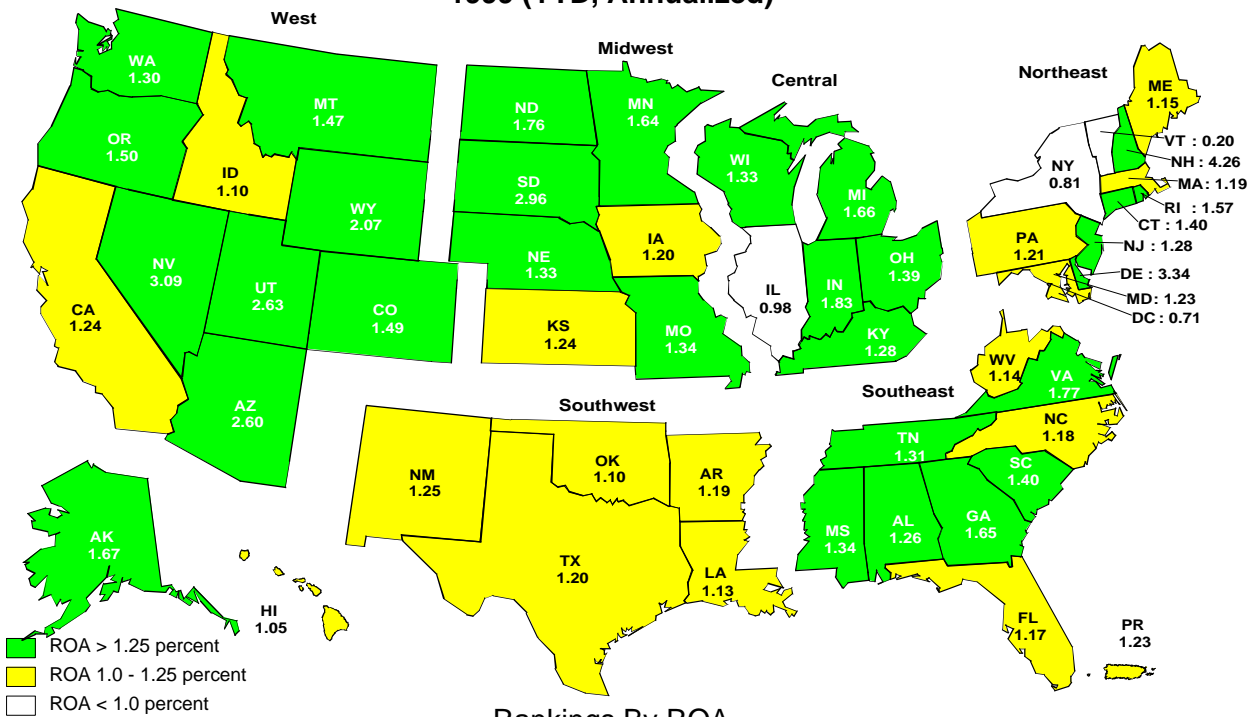 West
Midwest
Central
Northeast
WA
1.30
MT
1.47
OR
1.50
ID
1.10
WY
2.07
NV
3.09
UT
2.63
CO
1.49
CA
1.24
AZ
2.60
AK
1.67
HI
1.05
ND
1.76
MN
1.64
SD
2.96
NE
1.33
IA
1.20
KS
1.24
MO
1.34
WI
1.33
MI
1.66
IL
0.98
IN
1.83
OH
1.39
KY
1.28
ME
1.15
NY
0.81
VT : 0.20
NH : 4.26
MA : 1.19
RI : 1.57
CT : 1.40
NJ : 1.28
PA
1.21
DE : 3.34
MD: 1.23
DC : 0.71
Southwest
Southeast
NM
1.25
OK
1.10
AR
1.19
TX
1.20
LA
1.13
WV
1.14
VA
1.77
NC
1.18
TN
1.31
SC
1.40
MS
1.34
AL
1.26
GA
1.65
FL
1.17
PR
1.23
ROA > 1.25 percent
ROA 1.0 - 1.25 percent
ROA < 1.0 percent